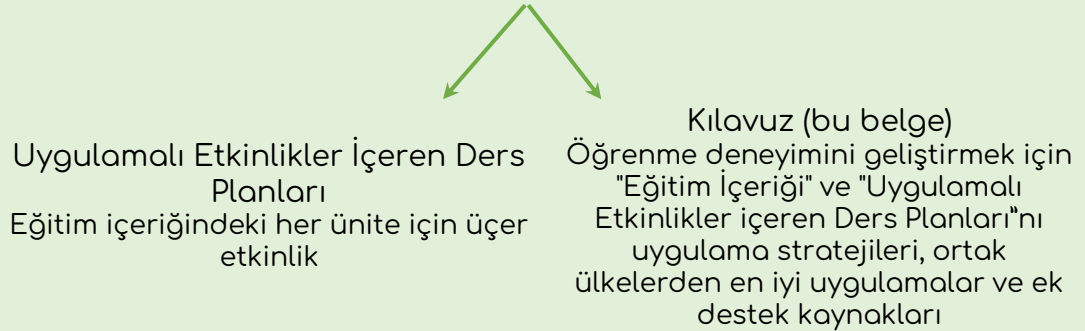 Uygulamalı Etkinlikler İçeren Ders
Planları
Eğitim içeriğindeki her ünite için üçer
etkinlik
Kılavuz (bu belge)
Öğrenme deneyimini geliştirmek için
"Eğitim İçeriği" ve "Uygulamalı
Etkinlikler içeren Ders Planları”nı
uygulama stratejileri, ortak
ülkelerden en iyi uygulamalar ve ek
destek kaynakları